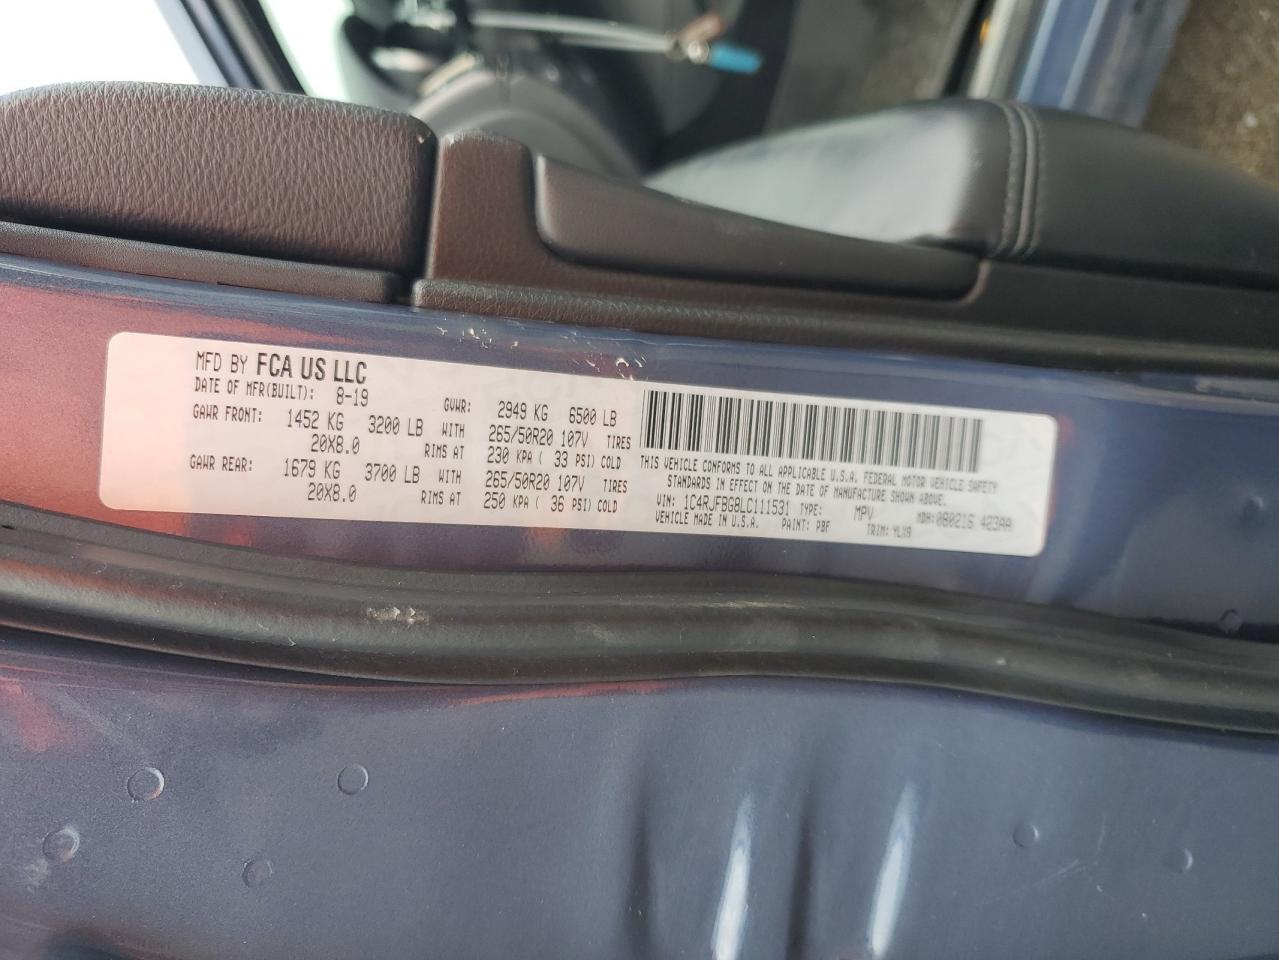 MFD BY FCA US LLC
DATE OF MFR(BUILT): 8-19 GVWR: 2949 KG 6500 LB
GAWR FRONT: 1452 KG 3200 LB WITH 265/50R20 107V TIRES
20X8.0 RIMS AT 230 KPA ( 33 PSI) COLD
GAWR REAR: 1679 KG 3700 LB WITH 265/50R20 107V TIRES
20X8.0 RIMS AT 250 KPA ( 36 PSI) COLD
THIS VEHICLE CONFORMS TO ALL APPLICABLE U.S.A. FEDERAL MOTOR VEHICLE SAFETY
STANDARDS IN EFFECT ON THE DATE OF MANUFACTURE SHOWN ABOVE.
VIN: 1C4RJFBG8LC111531 TYPE: MPV MDH: 080216 423AA
VEHICLE MADE IN U.S.A. PAINT: PBF TRIM: YLX9